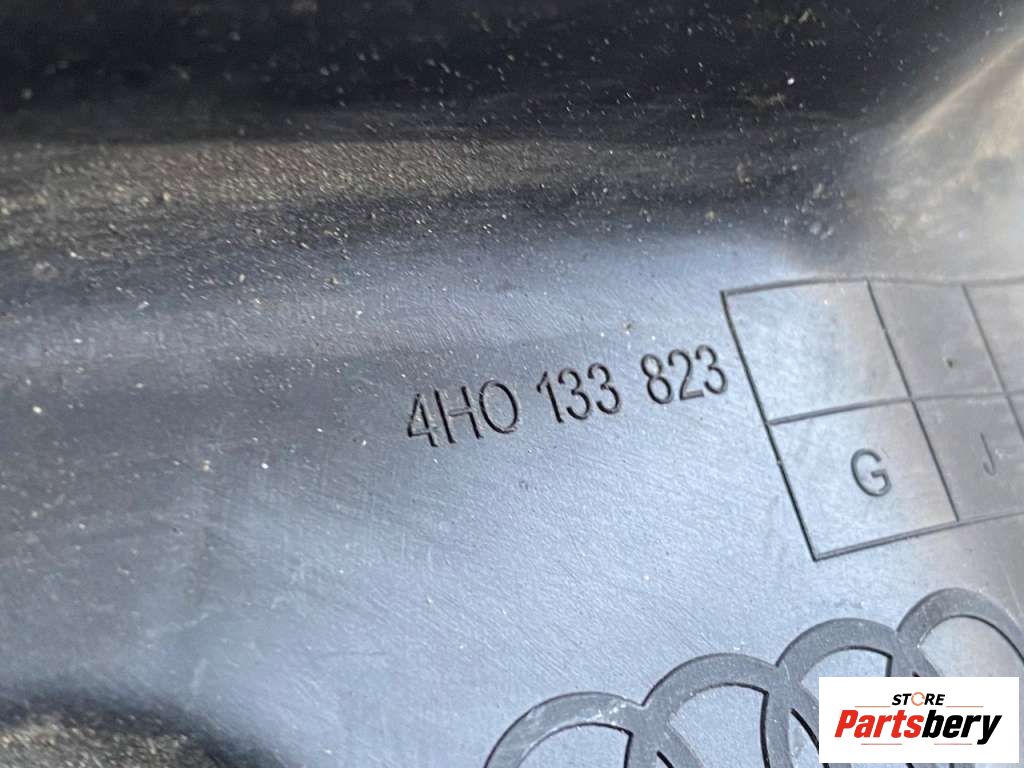 4H0 133 823
G
J-
STORE
Partsbery